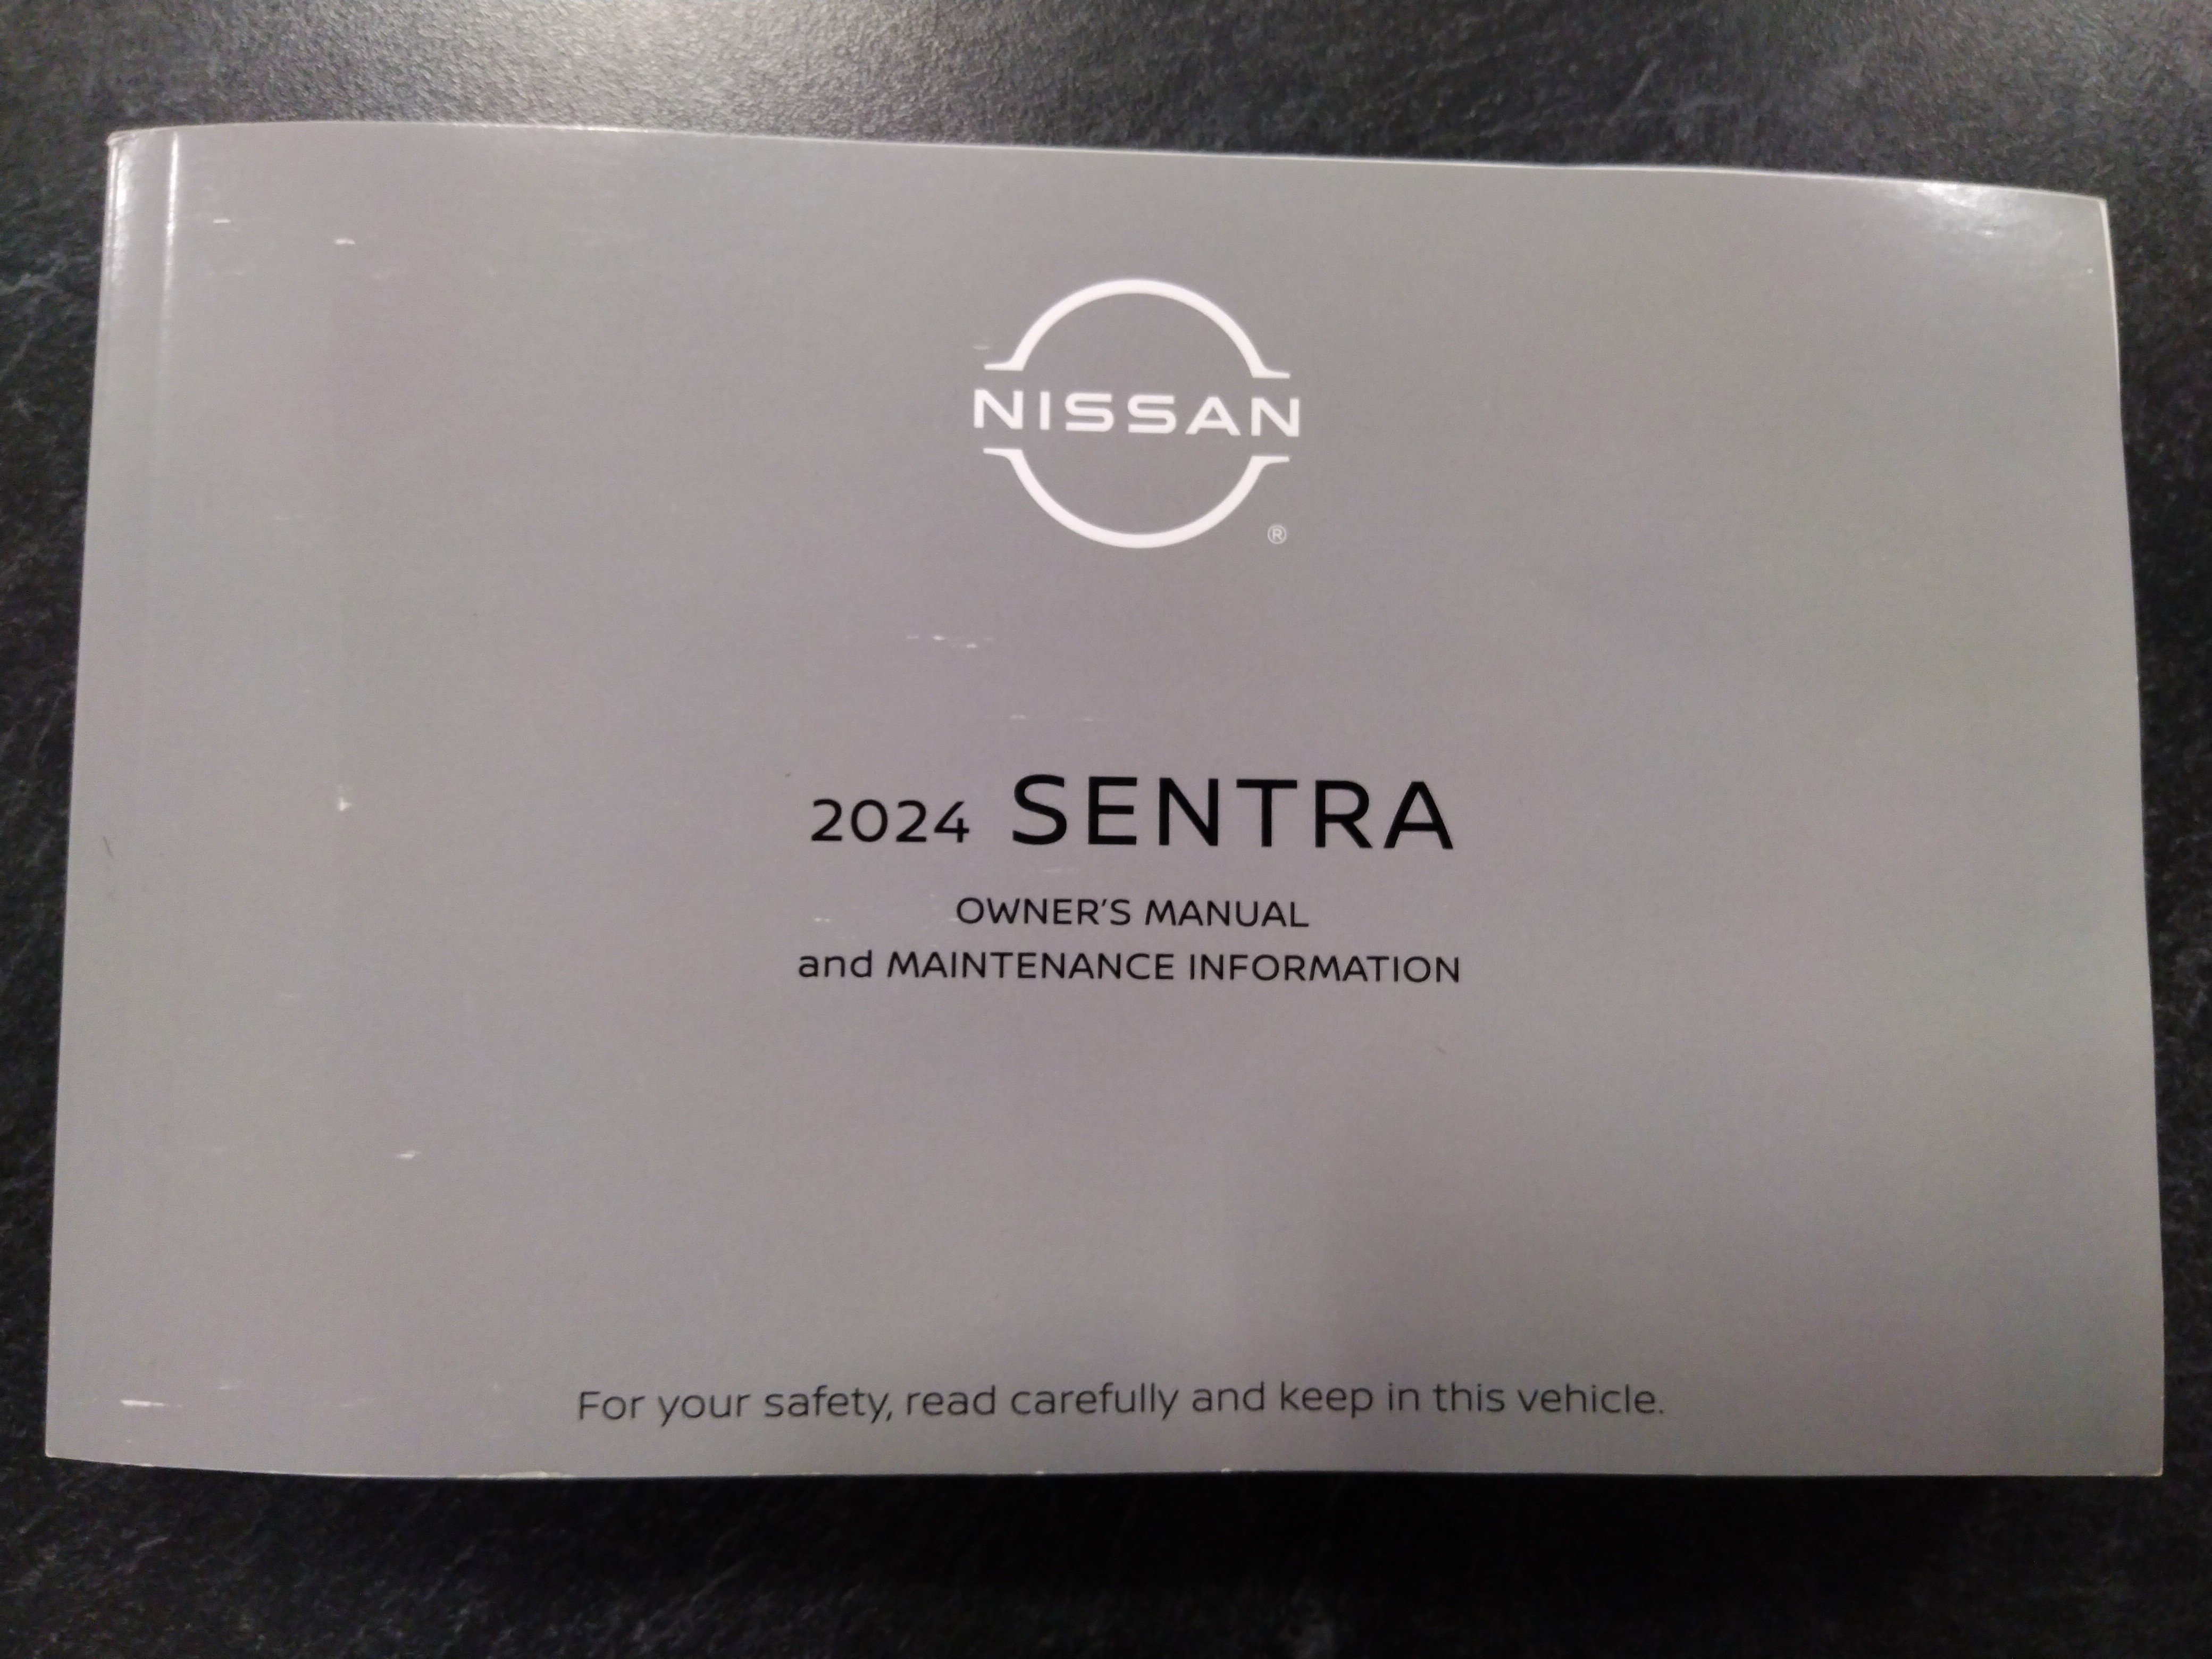 NISSAN
®
2024 SENTRA
OWNER'S MANUAL
and MAINTENANCE INFORMATION
For your safety, read carefully and keep in this vehicle.